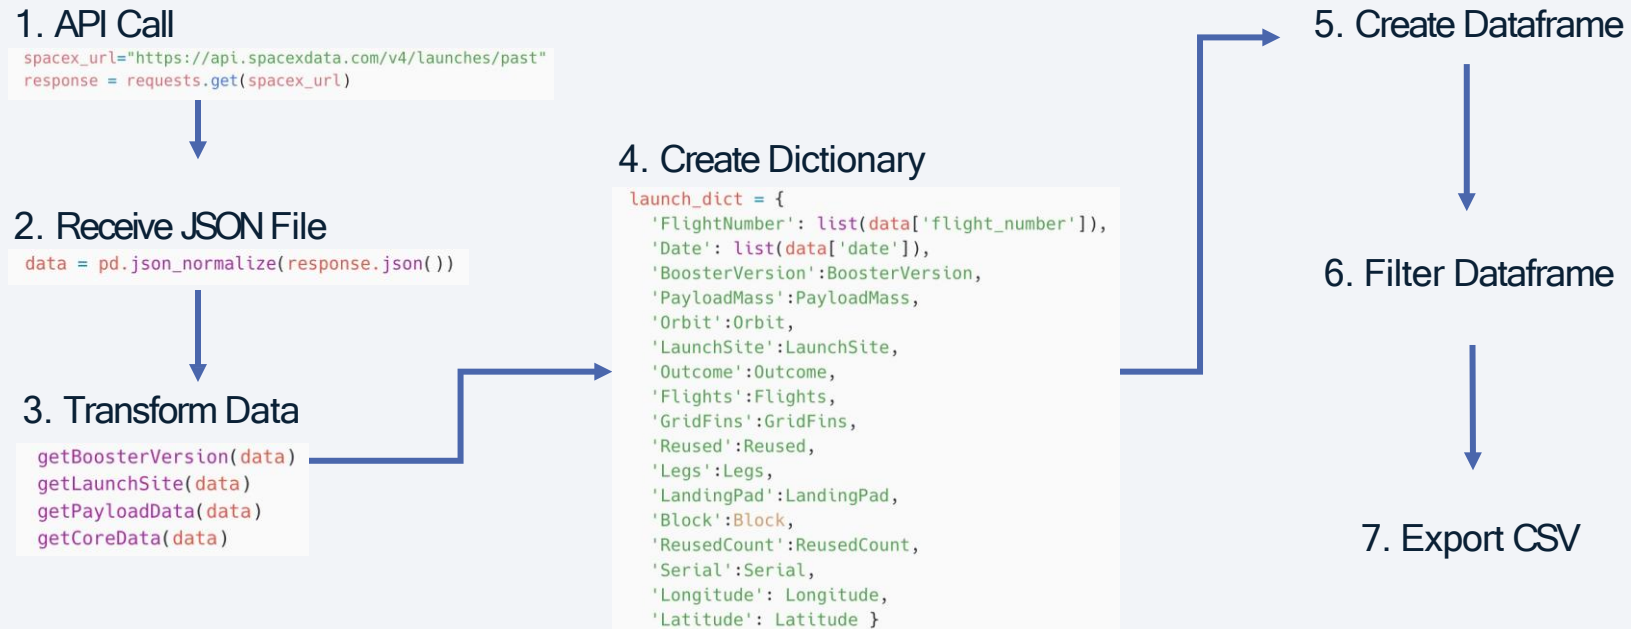 1. API Call
spacex_url="https://api.spacexdata.com/v4/launches/past"
response = requests.get(spacex_url)
2. Receive JSON File
data = pd.json_normalize(response.json())
3. Transform Data
getBoosterVersion(data)
getLaunchSite(data)
getPayloadData(data)
getCoreData(data)
4. Create Dictionary
launch_dict = {
'FlightNumber': list(data['flight_number']),
'Date': list(data['date']),
'BoosterVersion':BoosterVersion,
'PayloadMass':PayloadMass,
'Orbit':Orbit,
'LaunchSite':LaunchSite,
'Outcome':Outcome,
'Flights':Flights,
'GridFins':GridFins,
'Reused':Reused,
'Legs':Legs,
'LandingPad':LandingPad,
'Block':Block,
'ReusedCount':ReusedCount,
'Serial':Serial,
'Longitude': Longitude,
'Latitude': Latitude }
5. Create Dataframe
6. Filter Dataframe
7. Export CSV